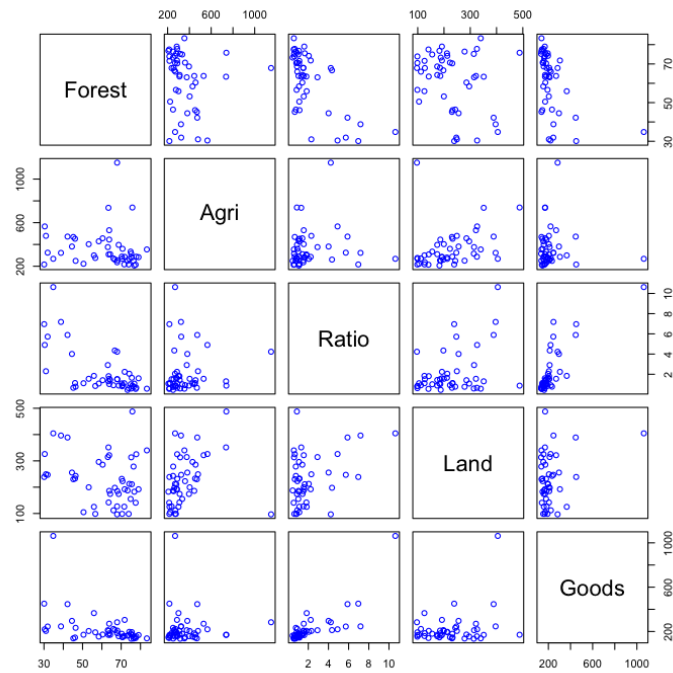 200 600 1000 100 300 500
Forest 30 50 70
200 600 1000 Agri
Ratio 2 4 6 8 10
100 300 500 Land
Goods 200 600 1000
30 50 70 2 4 6 8 10 200 600 1000